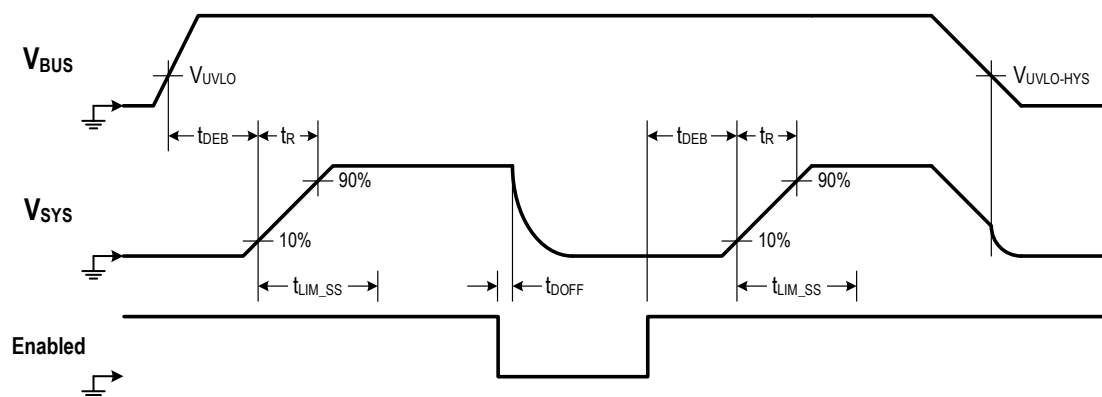 VBUS
VUVLO
VUVLO-HYS
tDEB
tR
tDEB
tR
90%
90%
VSYS
10%
10%
tLIM_SS
tDOFF
tLIM_SS
Enabled